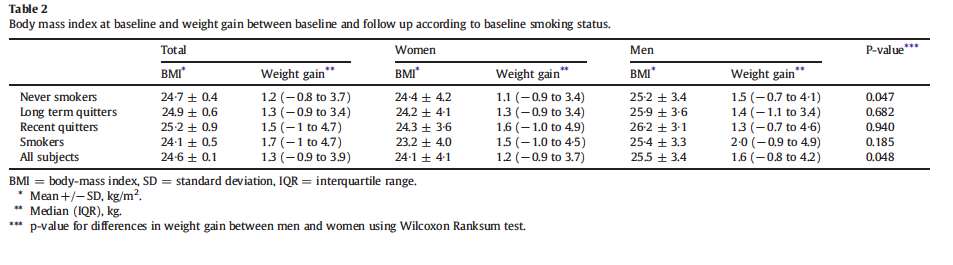 Table 2
Body mass index at baseline and weight gain between baseline and follow up according to baseline smoking status.
Total Women Men P-value***
BMI* Weight gain** BMI* Weight gain** BMI* Weight gain**
Never smokers 24·7 ± 0.4 1.2 (−0.8 to 3.7) 24·4 ± 4.2 1.1 (−0.9 to 3.4) 25·2 ± 3.4 1.5 (−0.7 to 4·1) 0.047
Long term quitters 24.9 ± 0.6 1.3 (−0.9 to 3.4) 24.2 ± 4·1 1.3 (−0.9 to 3.4) 25.9 ± 3·6 1.4 (−1.1 to 3.4) 0.682
Recent quitters 25·2 ± 0.9 1.5 (−1 to 4.7) 24.3 ± 3·6 1.6 (−1.0 to 4.9) 26.2 ± 3·1 1.3 (−0.7 to 4.6) 0.940
Smokers 24·1 ± 0.5 1.7 (−1 to 4.7) 23.2 ± 4.0 1.5 (−1.0 to 4·5) 25·4 ± 3.3 2·0 (−0.9 to 4.9) 0.185
All subjects 24·6 ± 0.1 1.3 (−0.9 to 3.9) 24·1 ± 4·1 1.2 (−0.9 to 3.7) 25.5 ± 3.4 1.6 (−0.8 to 4.2) 0.048
BMI = body-mass index, SD = standard deviation, IQR = interquartile range.
* Mean+/−SD, kg/m².
** Median (IQR), kg.
*** p-value for differences in weight gain between men and women using Wilcoxon Ranksum test.